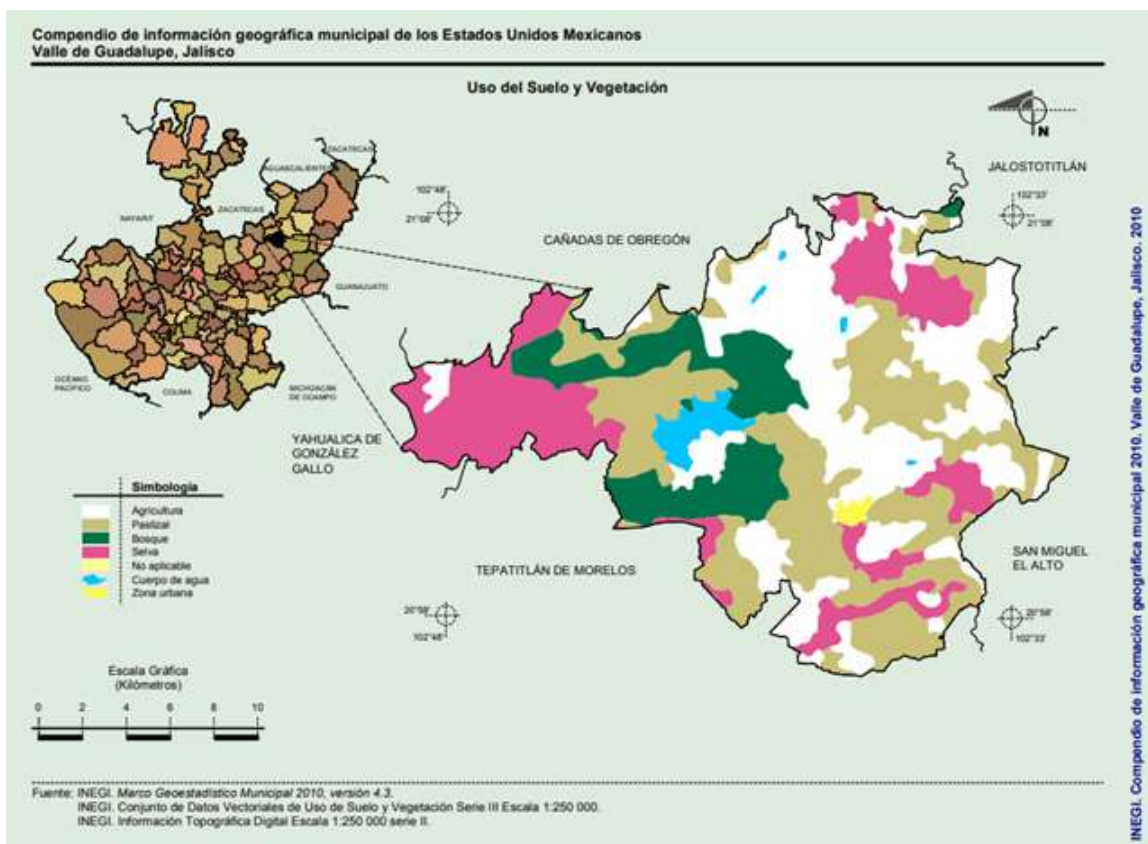 Compendio de información geográfica municipal de los Estados Unidos Mexicanos
Valle de Guadalupe, Jalisco
Uso del Suelo y Vegetación
N
ZACATECAS
AGUASCALIENTES
NAYARIT
ZACATECAS
GUANAJUATO
OCÉANO
PACÍFICO
COLIMA
MICHOACÁN
DE OCAMPO
102°48'
21°08'
JALOSTOTITLÁN
102°33'
21°08'
CAÑADAS DE OBREGÓN
YAHUALICA DE
GONZÁLEZ
GALLO
TEPATITLÁN DE MORELOS
SAN MIGUEL
EL ALTO
20°58'
102°48'
20°58'
102°33'
Simbología
Agricultura
Pastizal
Bosque
Selva
No aplicable
Cuerpo de agua
Zona urbana
Escala Gráfica
(Kilómetros)
0 2 4 6 8 10
Fuente: INEGI. Marco Geoestadístico Municipal 2010, versión 4.3.
INEGI. Conjunto de Datos Vectoriales de Uso de Suelo y Vegetación Serie III Escala 1:250 000.
INEGI. Información Topográfica Digital Escala 1:250 000 serie II.
INEGI. Compendio de información geográfica municipal 2010. Valle de Guadalupe, Jalisco. 2010